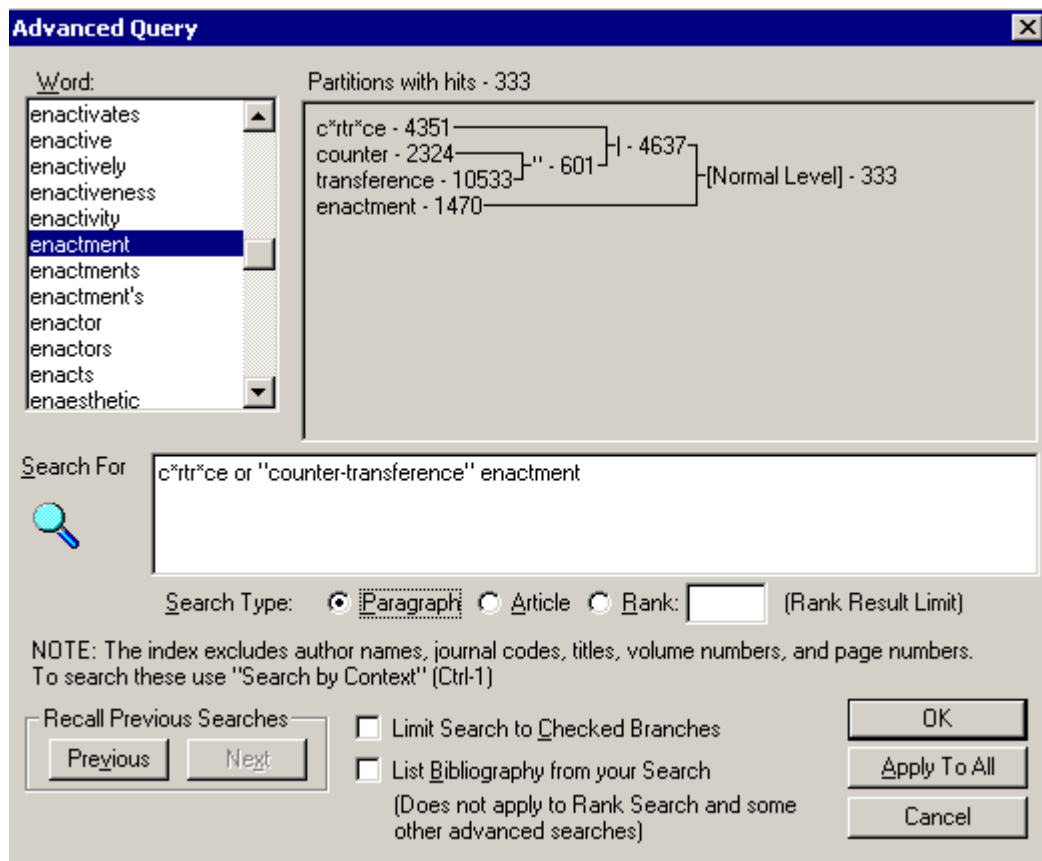 Advanced Query
Word:
enactivates
enactive
enactively
enactiveness
enactivity
enactment
enactments
enactment's
enactor
enactors
enacts
enaesthetic
Partitions with hits - 333
c*rtr*ce - 4351
counter - 2324
transference - 10533
enactment - 1470
" - 601
| - 4637
[Normal Level] - 333
Search For
c*rtr*ce or "counter-transference" enactment
Search Type: Paragraph Article Rank: (Rank Result Limit)
NOTE: The index excludes author names, journal codes, titles, volume numbers, and page numbers.
To search these use "Search by Context" (Ctrl-1)
Recall Previous Searches
Previous Next
Limit Search to Checked Branches
List Bibliography from your Search
(Does not apply to Rank Search and some
other advanced searches)
OK
Apply To All
Cancel